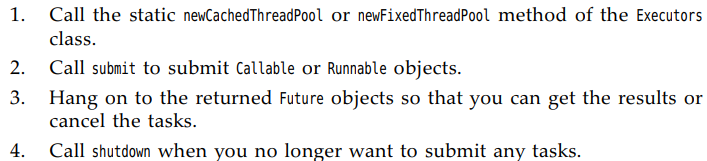 1. Call the static newCachedThreadPool or newFixedThreadPool method of the Executors
class.
2. Call submit to submit Callable or Runnable objects.
3. Hang on to the returned Future objects so that you can get the results or
cancel the tasks.
4. Call shutdown when you no longer want to submit any tasks.